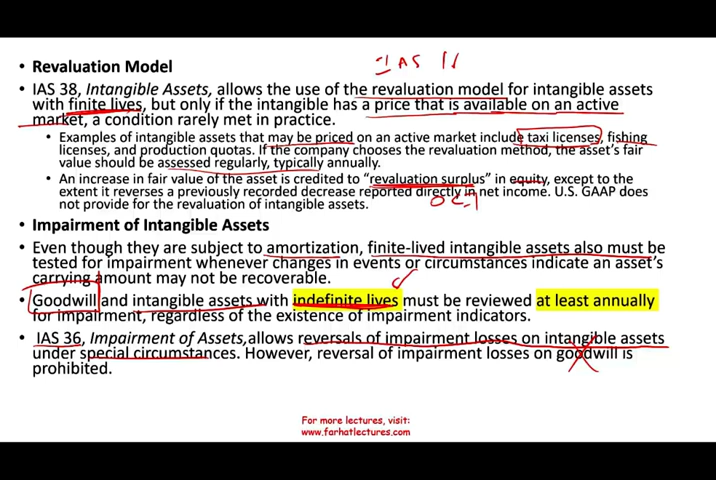 IAS 16
• Revaluation Model
• IAS 38, Intangible Assets, allows the use of the revaluation model for intangible assets
with finite lives, but only if the intangible has a price that is available on an active
market, a condition rarely met in practice.
• Examples of intangible assets that may be priced on an active market include taxi licenses, fishing
licenses, and production quotas. If the company chooses the revaluation method, the asset's fair
value should be assessed regularly, typically annually.
• An increase in fair value of the asset is credited to "revaluation surplus" in equity, except to the
extent it reverses a previously recorded decrease reported directly in net income. U.S. GAAP does
OCI
not provide for the revaluation of intangible assets.
• Impairment of Intangible Assets
• Even though they are subject to amortization, finite-lived intangible assets also must be
tested for impairment whenever changes in events or circumstances indicate an asset's
carrying amount may not be recoverable.
• Goodwill and intangible assets with indefinite lives must be reviewed at least annually
for impairment, regardless of the existence of impairment indicators.
• IAS 36, Impairment of Assets, allows reversals of impairment losses on intangible assets
under special circumstances. However, reversal of impairment losses on goodwill is
prohibited.
For more lectures, visit:
www.farhatlectures.com